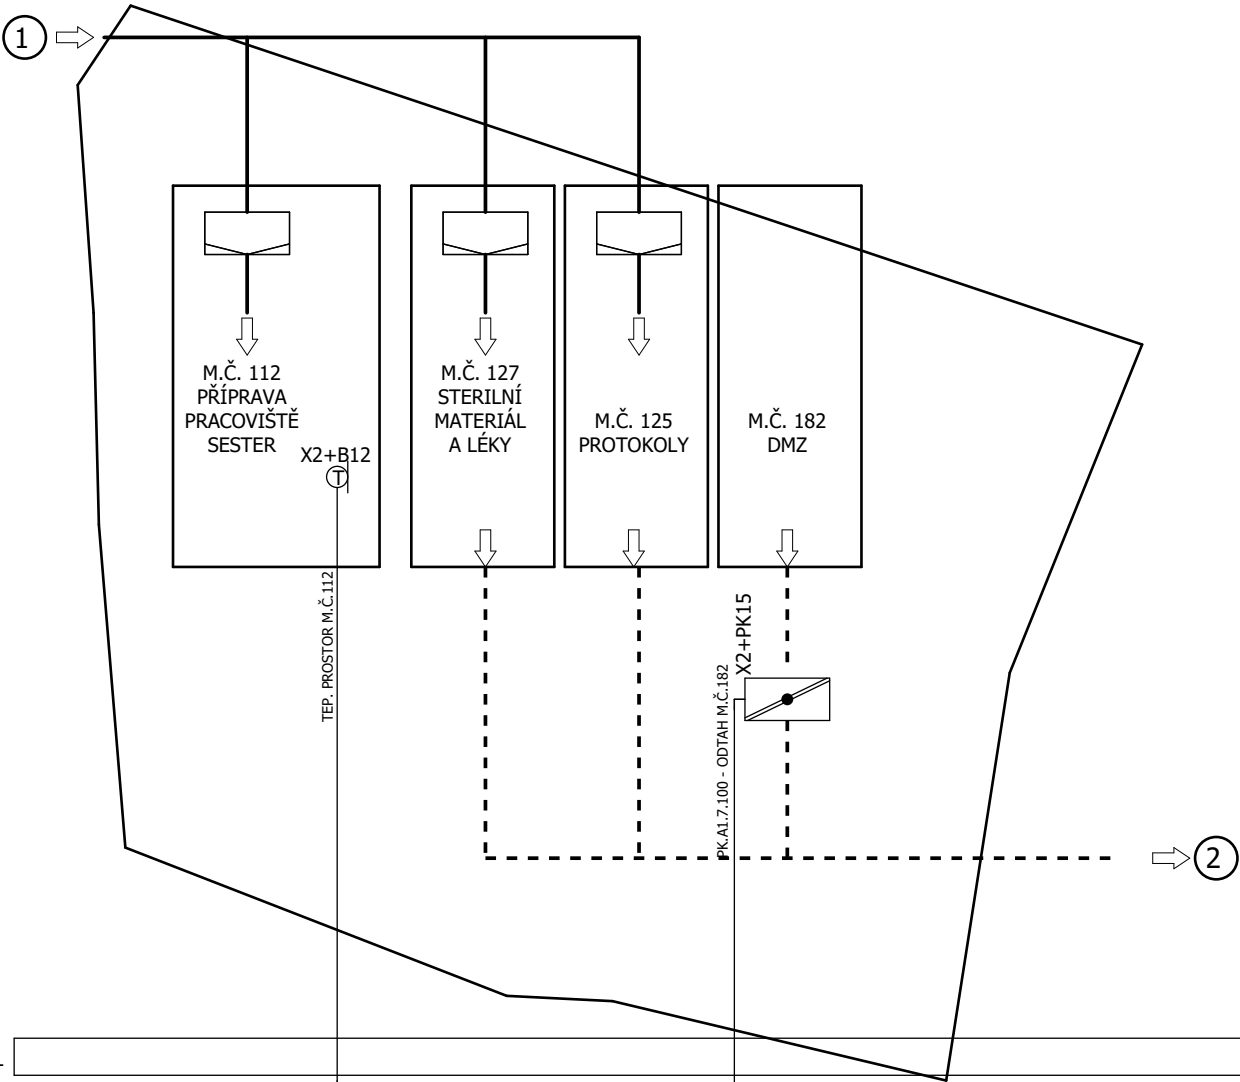 1
M.Č. 112
PŘÍPRAVA
PRACOVIŠTĚ
SESTER
M.Č. 127
STERILNÍ
MATERIÁL
A LÉKY
M.Č. 125
PROTOKOLY
M.Č. 182
DMZ
X2+B12
T
TEP. PROSTOR M.Č.112
X2+PK15
PK.A1.7.100 - ODTAH M.Č.182
2